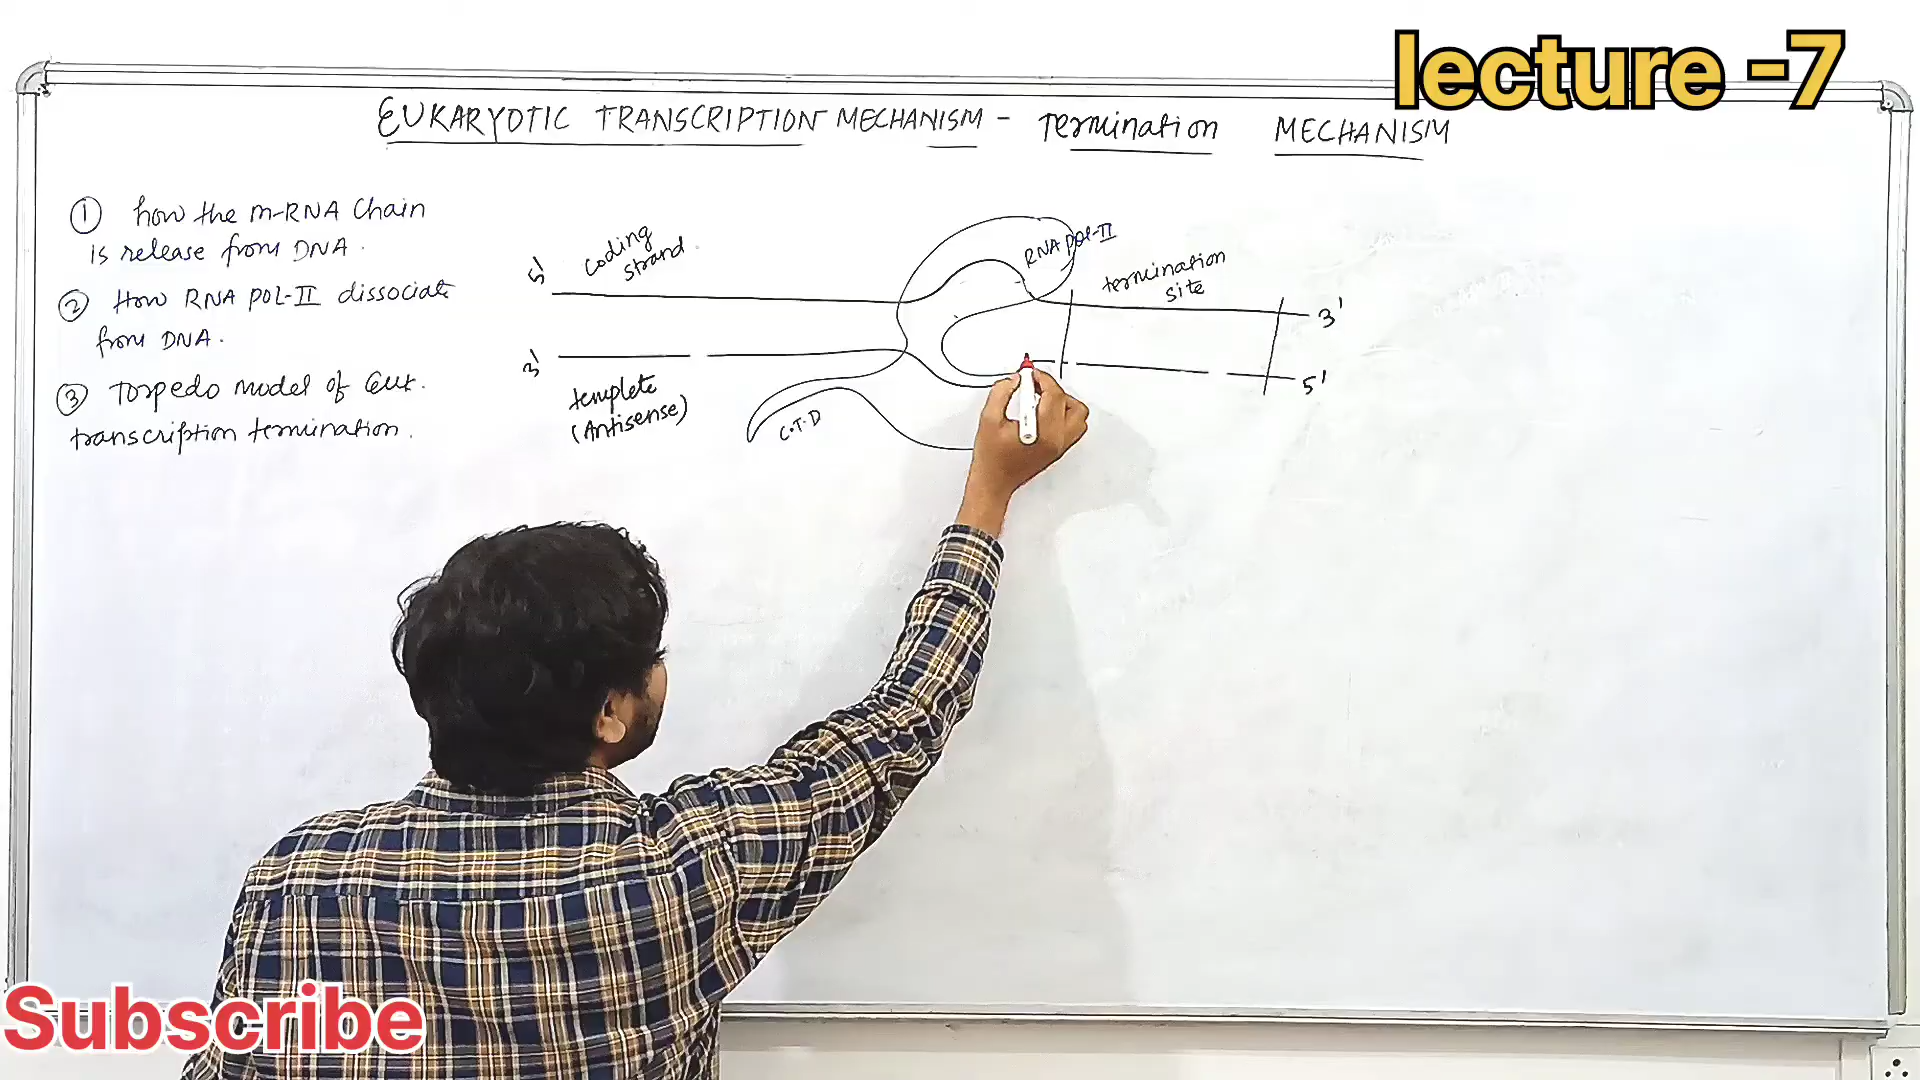 lecture -7
EUKARYOTIC TRANSCRIPTION MECHANISM - Termination MECHANISM
① how the m-RNA Chain
is release from DNA.
② How RNA POL-II dissociate
from DNA.
③ Torpedo model of Euk.
transcription termination.
5'
coding
strand
RNA pol-II
termination
site
3'
3'
templete
(Antisense)
C.T.D
5'
Subscribe